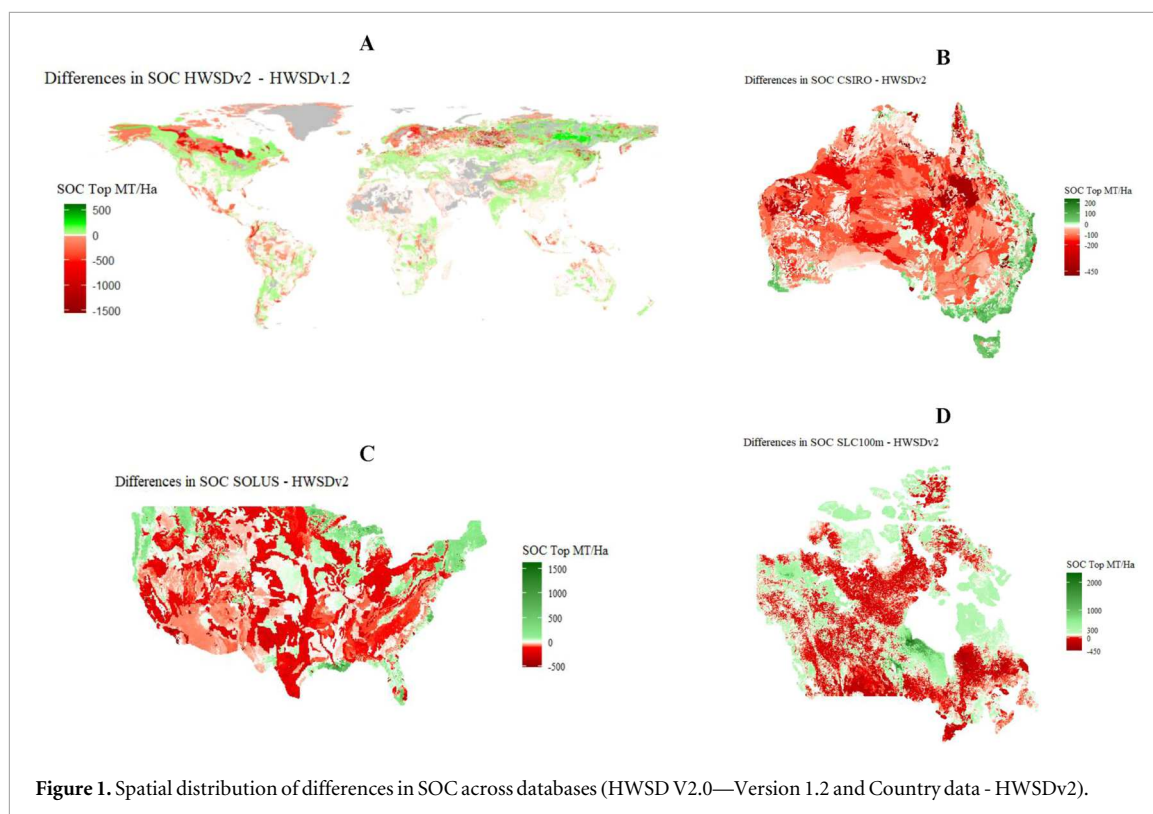 A
Differences in SOC HWSDv2 - HWSDv1.2
SOC Top MT/Ha
500
0
-500
-1000
-1500
B
Differences in SOC CSIRO - HWSDv2
SOC Top MT/Ha
200
100
0
-100
-200
-450
C
Differences in SOC SOLUS - HWSDv2
SOC Top MT/Ha
1500
1000
500
0
-500
D
Differences in SOC SLC100m - HWSDv2
SOC Top MT/Ha
2000
1000
300
0
-450
Figure 1. Spatial distribution of differences in SOC across databases (HWSD V2.0—Version 1.2 and Country data - HWSDv2).